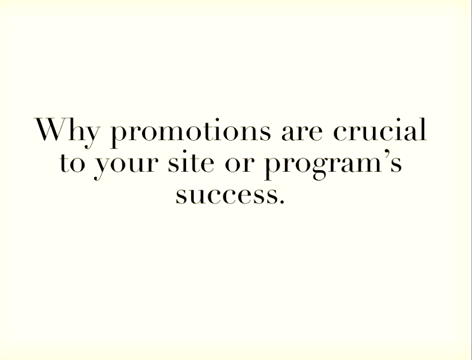 Why promotions are crucial
to your site or program's
success.